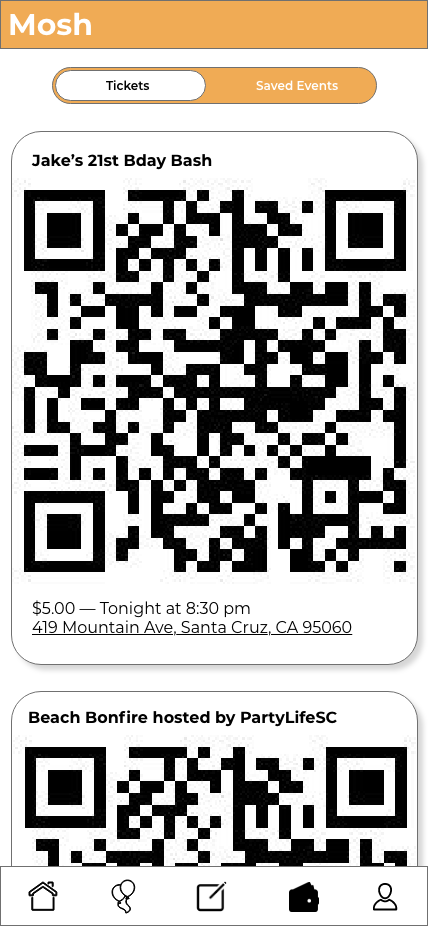 Mosh
Tickets
Saved Events
Jake’s 21st Bday Bash
$5.00 — Tonight at 8:30 pm
419 Mountain Ave, Santa Cruz, CA 95060
Beach Bonfire hosted by PartyLifeSC